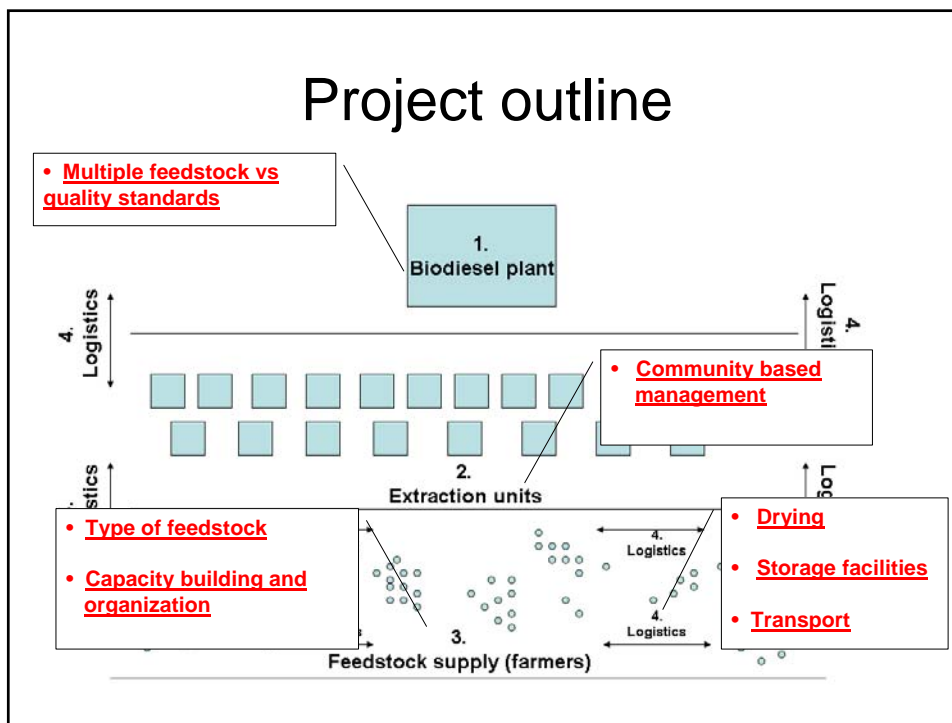 Project outline
• Multiple feedstock vs
quality standards
1.
Biodiesel plant
4.
Logistics
4.
• Community based
management
2.
Extraction units
• Type of feedstock
• Capacity building and
organization
4.
Logistics
4.
Logistics
• Drying
• Storage facilities
• Transport
3.
Feedstock supply (farmers)